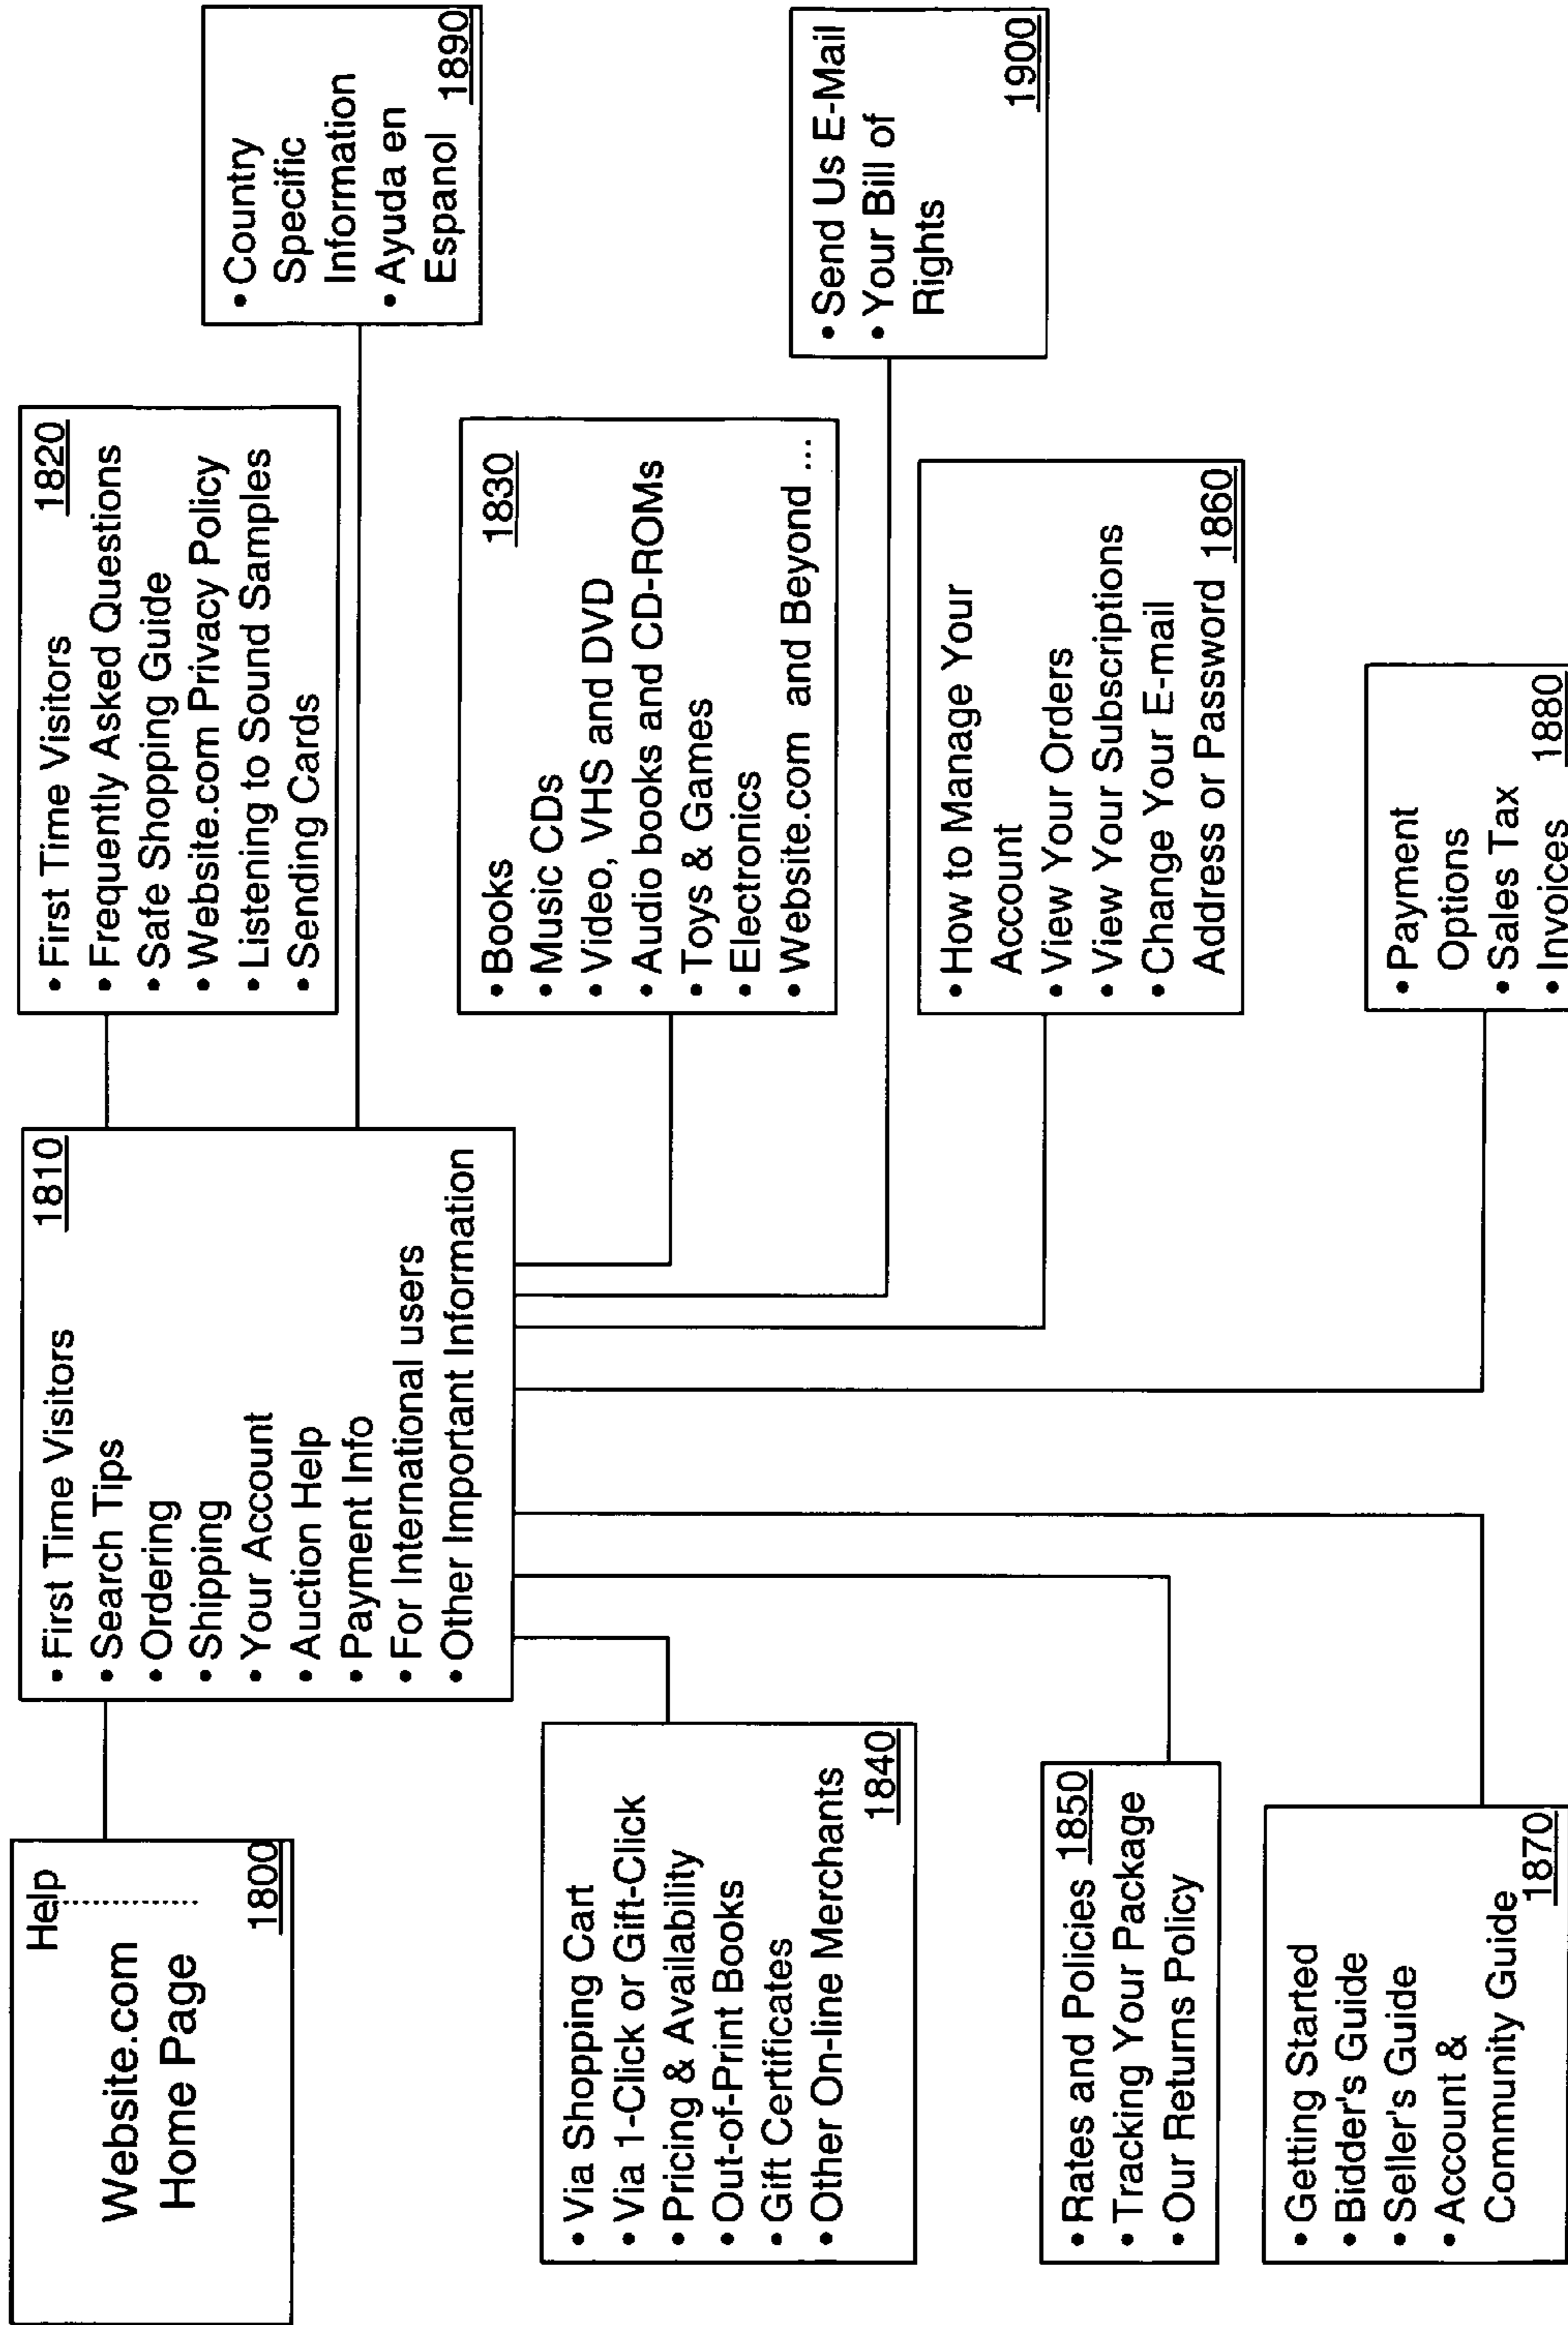 Help
Website.com
Home Page
1800
1810
• First Time Visitors
• Search Tips
• Ordering
• Shipping
• Your Account
• Auction Help
• Payment Info
• For International users
• Other Important Information
• First Time Visitors 1820
• Frequently Asked Questions
• Safe Shopping Guide
• Website.com Privacy Policy
• Listening to Sound Samples
• Sending Cards
• Country
Specific
Information
• Ayuda en
Espanol 1890
• Via Shopping Cart
• Via 1-Click or Gift-Click
• Pricing & Availability
• Out-of-Print Books
• Gift Certificates
• Other On-line Merchants
1840
• Books 1830
• Music CDs
• Video, VHS and DVD
• Audio books and CD-ROMs
• Toys & Games
• Electronics
• Website.com and Beyond ...
• Send Us E-Mail
• Your Bill of
Rights
1900
• Rates and Policies 1850
• Tracking Your Package
• Our Returns Policy
• How to Manage Your
Account
• View Your Orders
• View Your Subscriptions
• Change Your E-mail
Address or Password 1860
• Getting Started
• Bidder's Guide
• Seller's Guide
• Account &
Community Guide
1870
• Payment
Options
• Sales Tax
• Invoices 1880